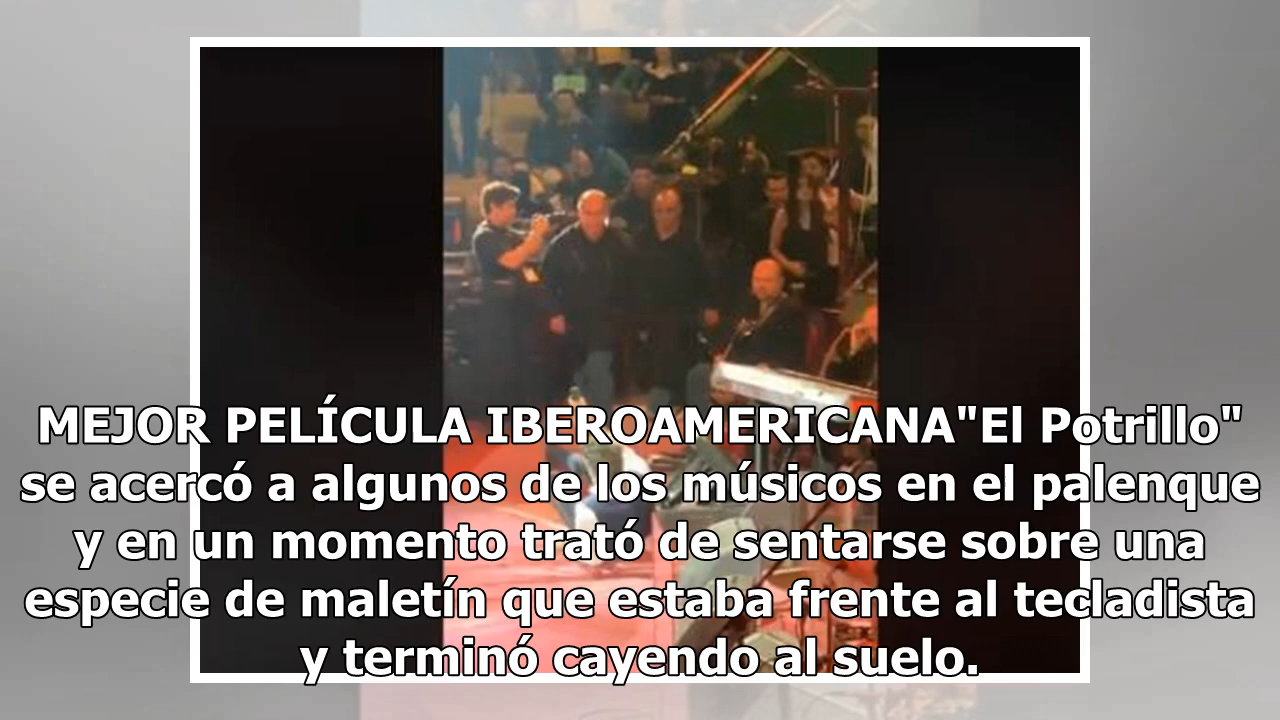 MEJOR PELÍCULA IBEROAMERICANA"El Potrillo"
se acercó a algunos de los músicos en el palenque
y en un momento trató de sentarse sobre una
especie de maletín que estaba frente al tecladista
y terminó cayendo al suelo.